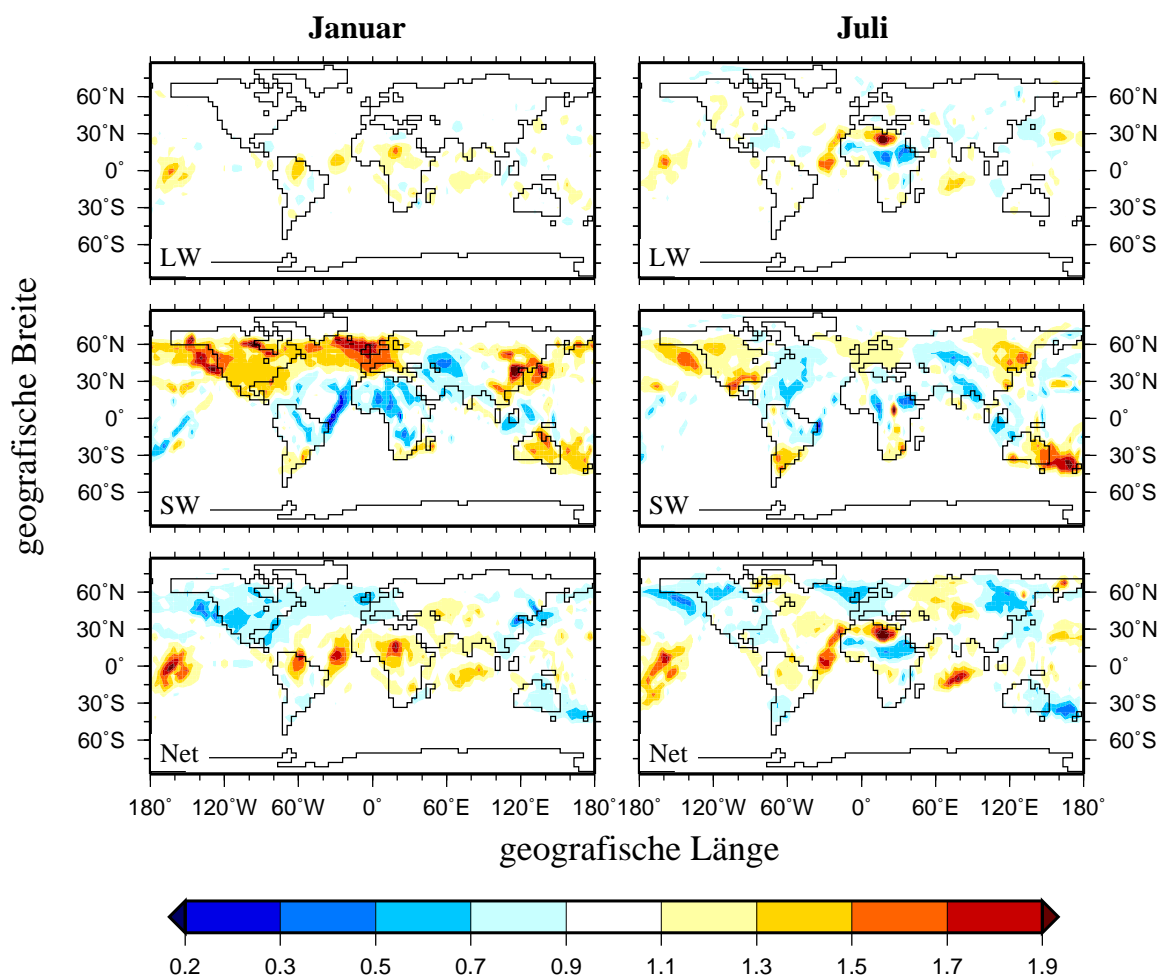 Januar Juli
60˚N 60˚N
30˚N 30˚N
0˚ 0˚
30˚S 30˚S
60˚S 60˚S
LW LW
60˚N 60˚N
30˚N 30˚N
0˚ 0˚
30˚S 30˚S
60˚S 60˚S
SW SW
60˚N 60˚N
30˚N 30˚N
0˚ 0˚
30˚S 30˚S
60˚S 60˚S
Net Net
180˚ 120˚W 60˚W 0˚ 60˚E 120˚E 180˚ 180˚ 120˚W 60˚W 0˚ 60˚E 120˚E 180˚
geografische Breite
geografische Länge
0.2 0.3 0.5 0.7 0.9 1.1 1.3 1.5 1.7 1.9